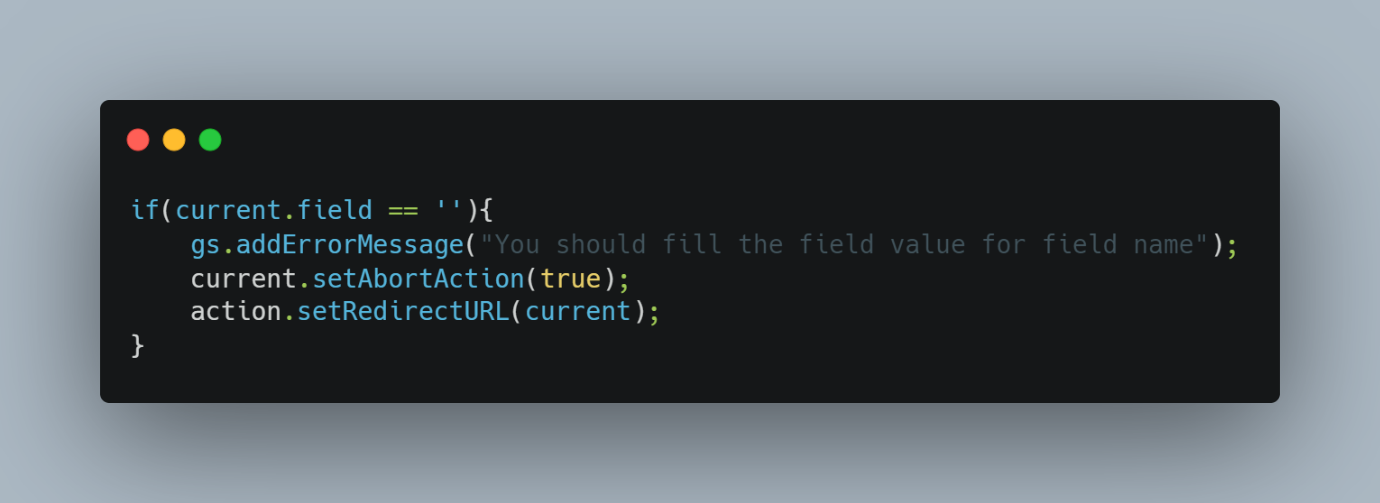 if(current.field == ''){
    gs.addErrorMessage("You should fill the field value for field name");
    current.setAbortAction(true);
    action.setRedirectURL(current);
}